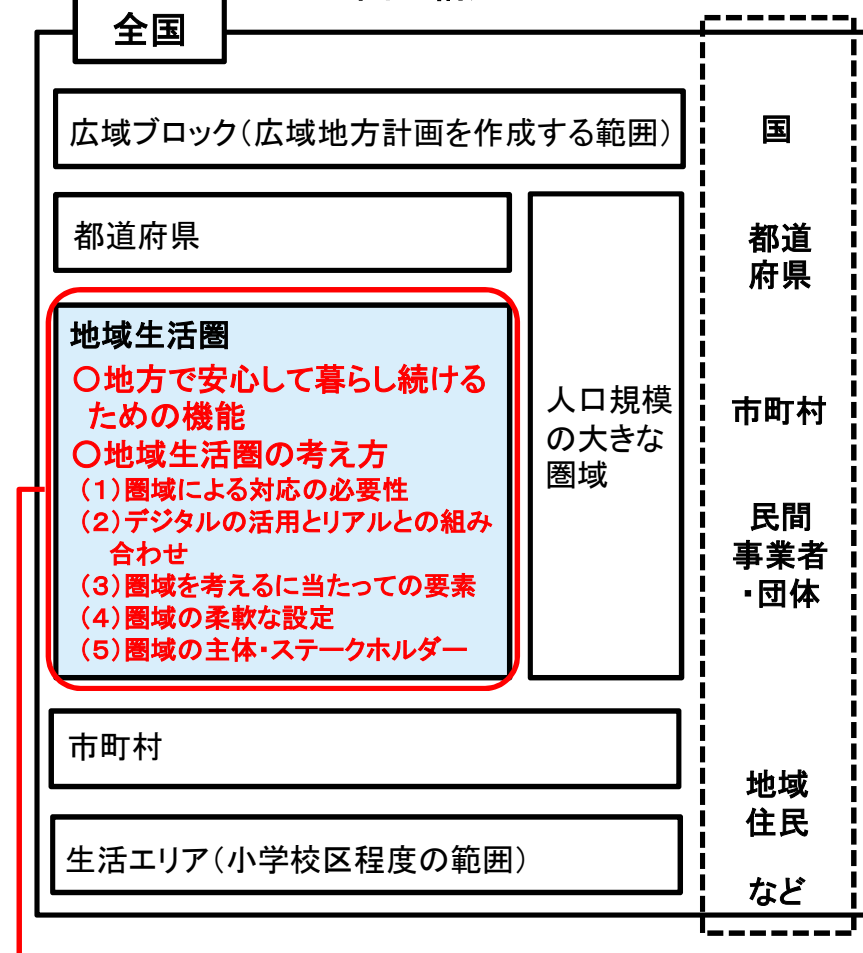 全国
広域ブロック(広域地方計画を作成する範囲)
都道府県
地域生活圏
〇地方で安心して暮らし続ける
ための機能
〇地域生活圏の考え方
(1)圏域による対応の必要性
(2)デジタルの活用とリアルとの組み
合わせ
(3)圏域を考えるに当たっての要素
(4)圏域の柔軟な設定
(5)圏域の主体・ステークホルダー
人口規模
の大きな
圏域
市町村
生活エリア(小学校区程度の範囲)
国
都道
府県
市町村
民間
事業者
・団体
地域
住民
など